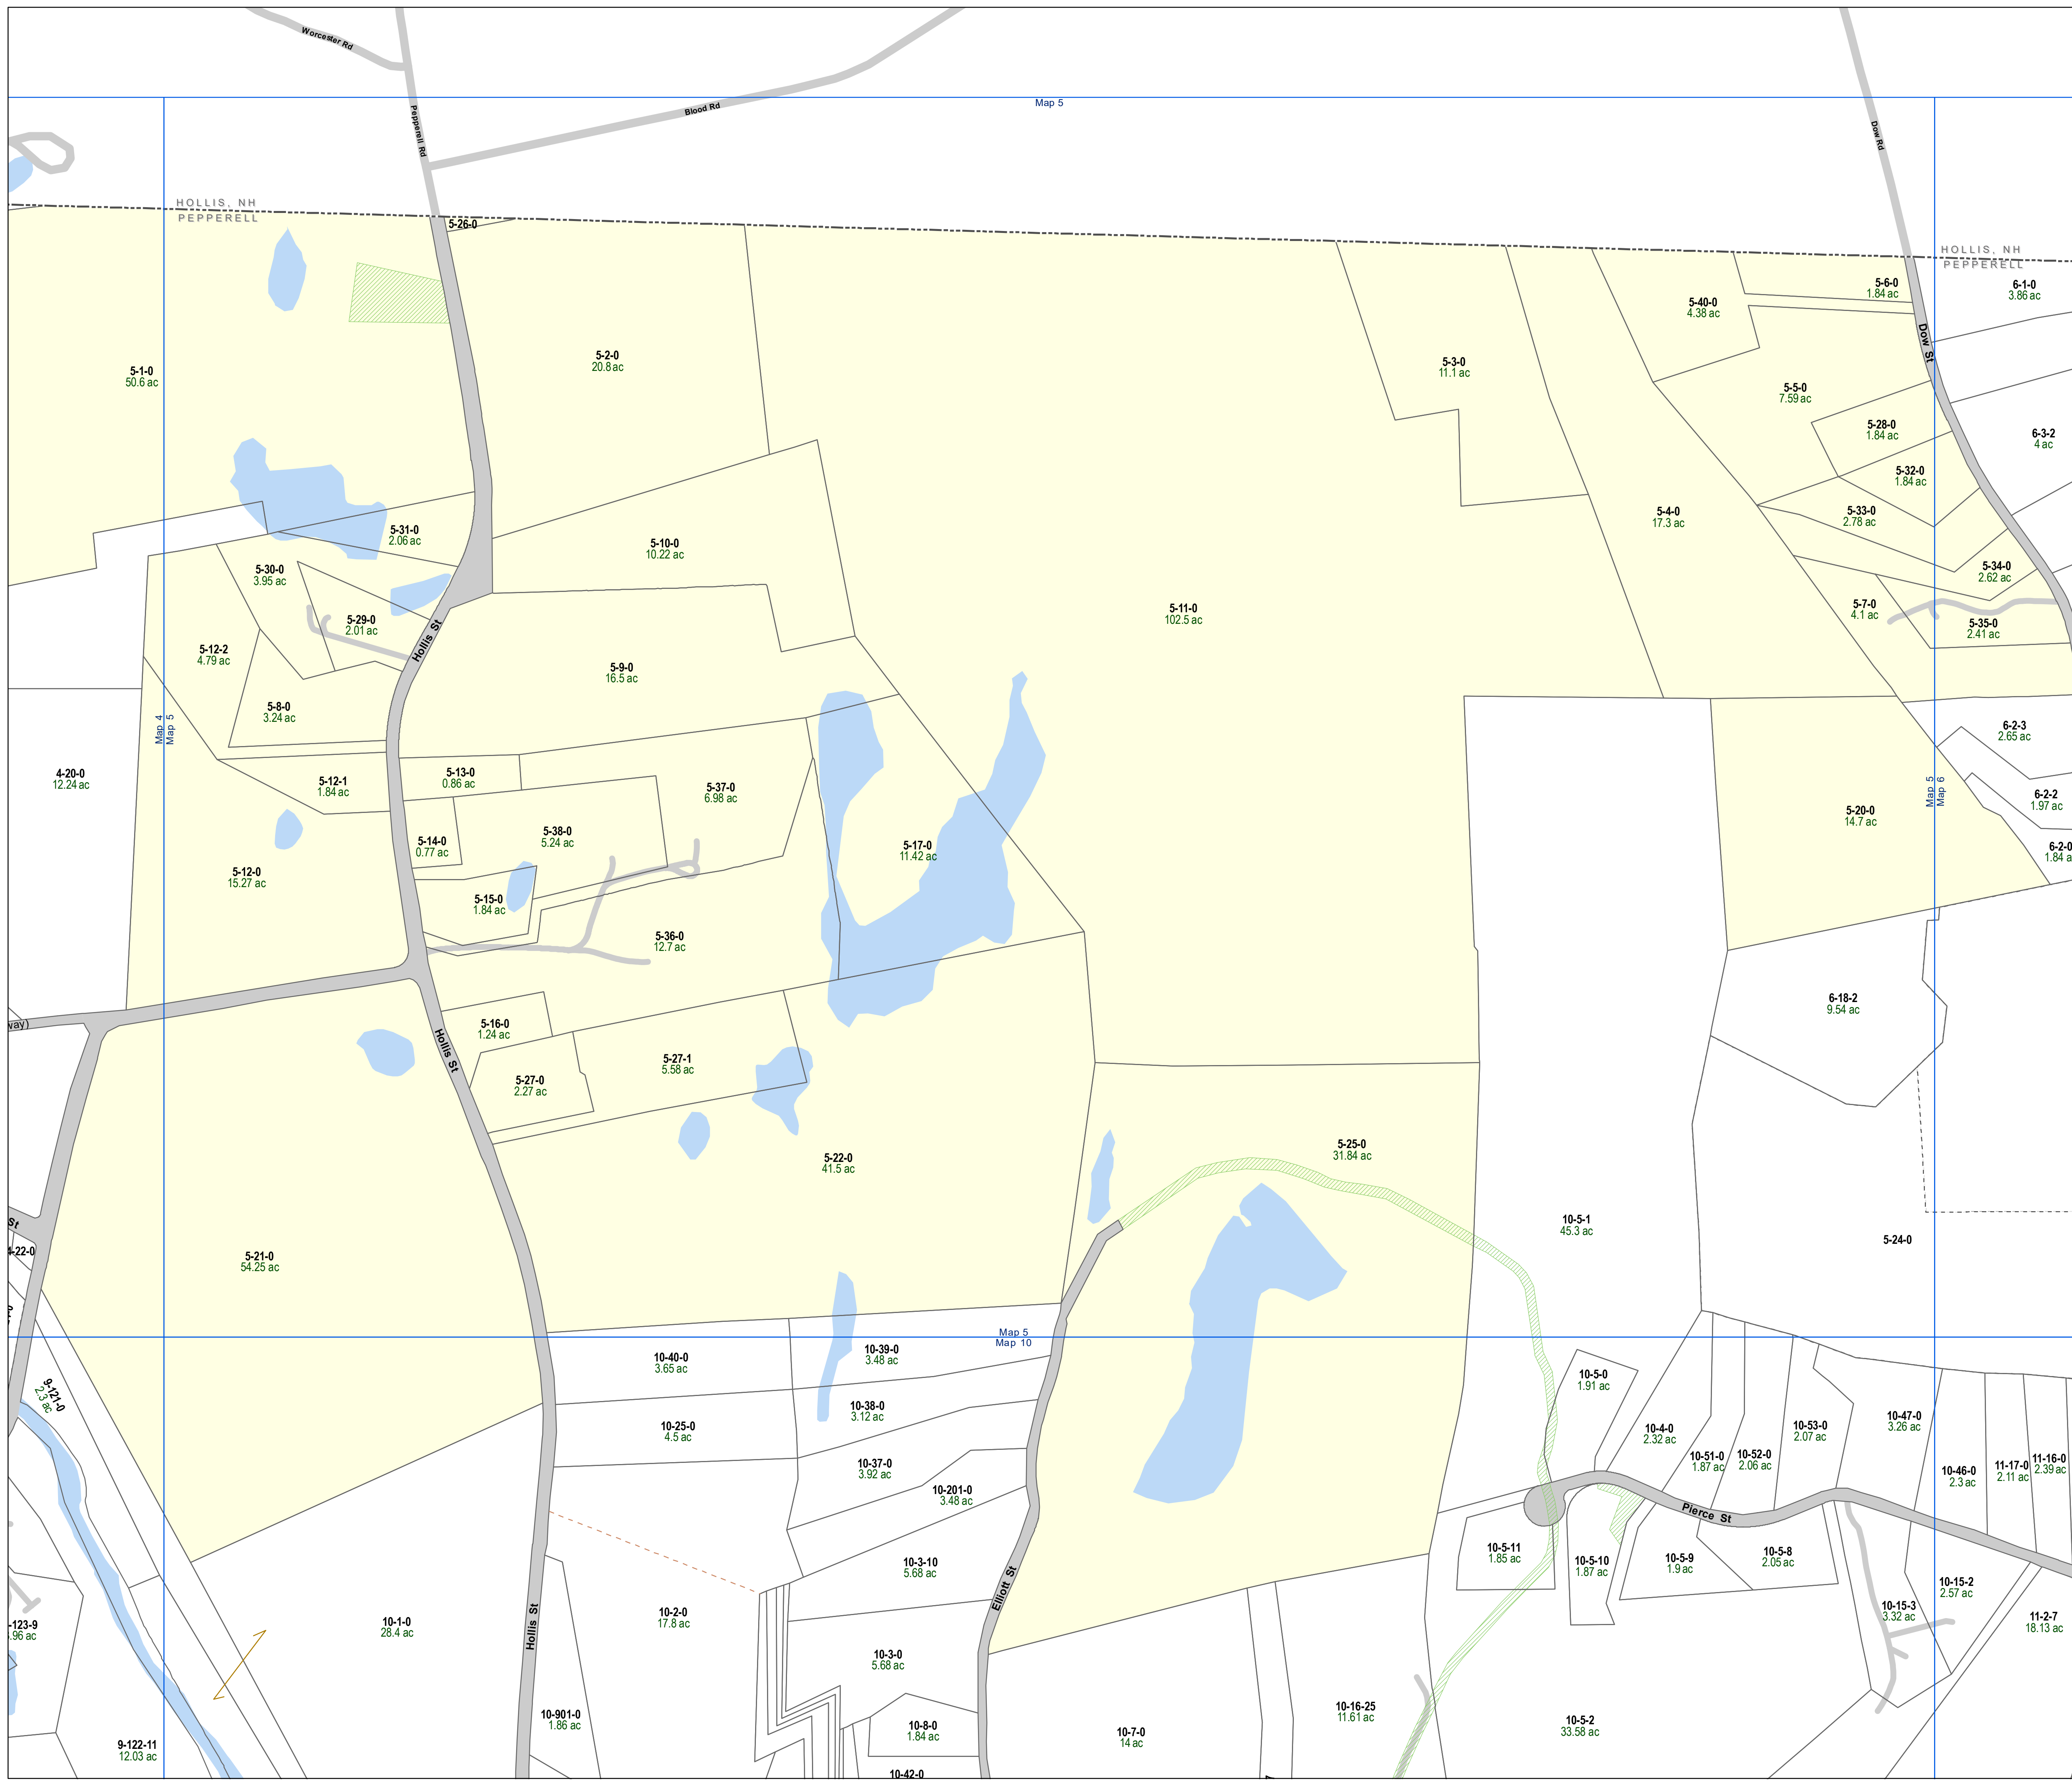 Worcester Rd
Pepperell Rd
Blood Rd
Map 5
Dow Rd
HOLLIS, NH
PEPPERELL
HOLLIS, NH
PEPPERELL
5-26-0
5-6-0
1.84 ac
6-1-0
3.86 ac
5-40-0
4.38 ac
Dow St
5-1-0
50.6 ac
5-2-0
20.8 ac
5-3-0
11.1 ac
5-5-0
7.59 ac
5-28-0
1.84 ac
6-3-2
4 ac
5-32-0
1.84 ac
5-31-0
2.06 ac
5-10-0
10.22 ac
5-4-0
17.3 ac
5-33-0
2.78 ac
5-30-0
3.95 ac
5-34-0
2.62 ac
5-29-0
2.01 ac
Hollis St
5-11-0
102.5 ac
5-7-0
4.1 ac
5-35-0
2.41 ac
5-12-2
4.79 ac
5-9-0
16.5 ac
5-8-0
3.24 ac
Map 4
Map 5
6-2-3
2.65 ac
4-20-0
12.24 ac
5-12-1
1.84 ac
5-13-0
0.86 ac
5-37-0
6.98 ac
Map 5
Map 6
6-2-2
1.97 ac
5-20-0
14.7 ac
5-14-0
0.77 ac
5-38-0
5.24 ac
5-17-0
11.42 ac
6-2-0
1.84 a
5-12-0
15.27 ac
5-15-0
1.84 ac
5-36-0
12.7 ac
6-18-2
9.54 ac
way)
5-16-0
1.24 ac
Hollis St
5-27-1
5.58 ac
5-27-0
2.27 ac
5-22-0
41.5 ac
5-25-0
31.84 ac
St
10-5-1
45.3 ac
5-24-0
4-22-0
5-21-0
54.25 ac
Map 5
Map 10
10-40-0
3.65 ac
10-39-0
3.48 ac
9-121-0
2.3 ac
10-5-0
1.91 ac
10-38-0
3.12 ac
10-25-0
4.5 ac
10-4-0
2.32 ac
10-53-0
2.07 ac
10-47-0
3.26 ac
10-51-0
1.87 ac
10-52-0
2.06 ac
10-37-0
3.92 ac
10-46-0
2.3 ac
11-17-0
2.11 ac
11-16-0
2.39 ac
10-201-0
3.48 ac
Pierce St
10-5-11
1.85 ac
10-5-10
1.87 ac
10-5-9
1.9 ac
10-5-8
2.05 ac
10-3-10
5.68 ac
Elliott St
10-15-2
2.57 ac
10-15-3
3.32 ac
11-2-7
18.13 ac
-123-9
.96 ac
10-1-0
28.4 ac
Hollis St
10-2-0
17.8 ac
10-3-0
5.68 ac
10-901-0
1.86 ac
10-8-0
1.84 ac
10-7-0
14 ac
10-16-25
11.61 ac
10-5-2
33.58 ac
9-122-11
12.03 ac
10-42-0